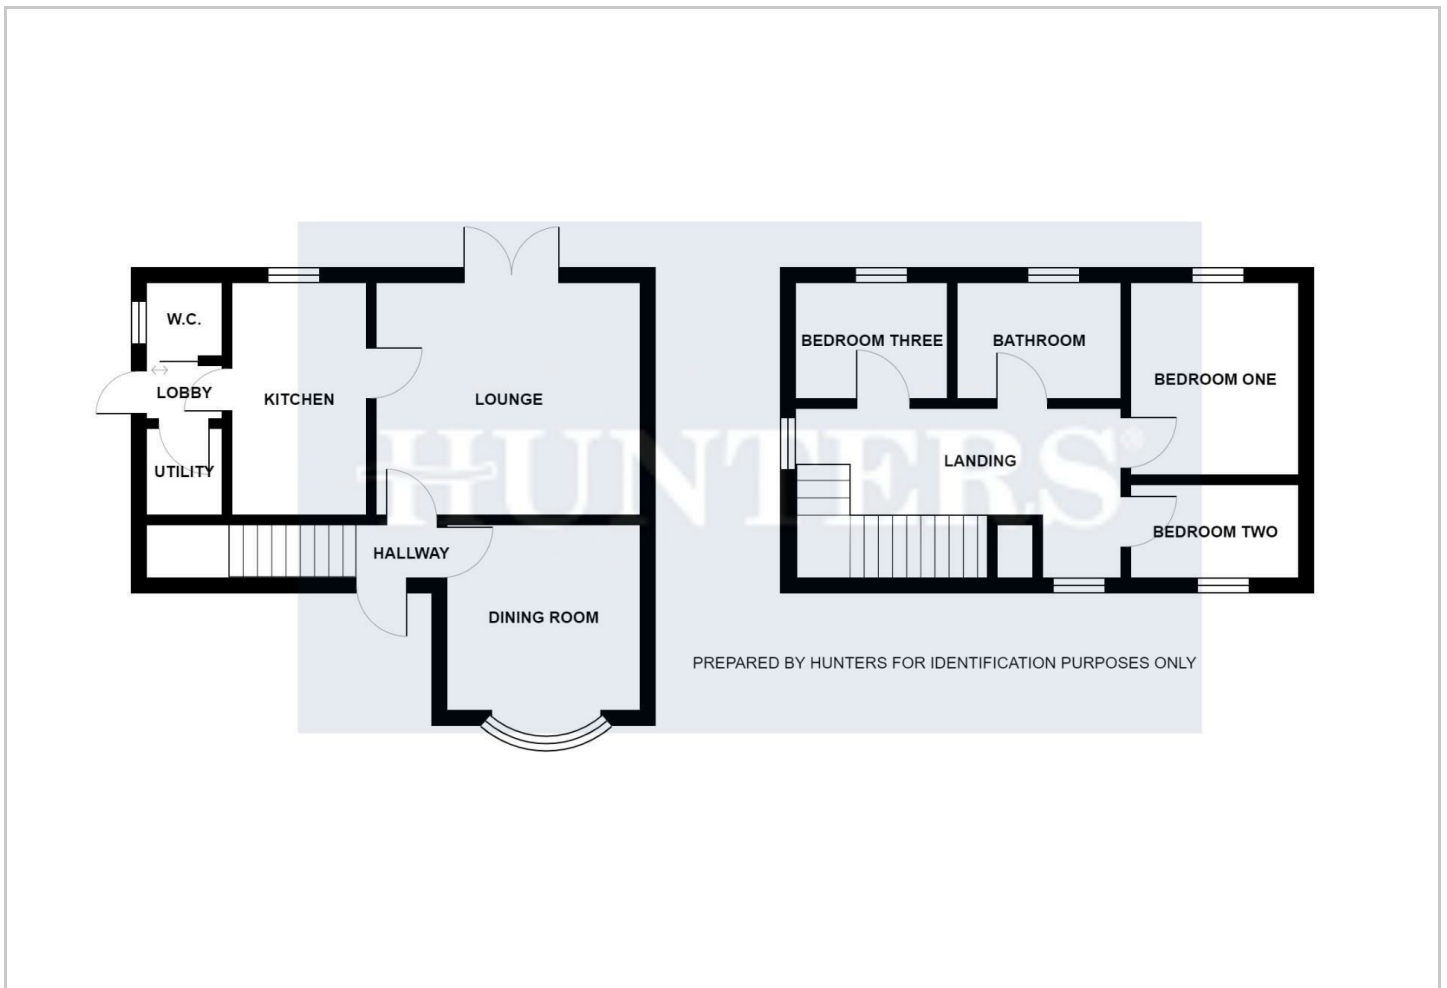 W.C.
LOBBY
KITCHEN
LOUNGE
UTILITY
HALLWAY
DINING ROOM
BEDROOM THREE
BATHROOM
BEDROOM ONE
LANDING
BEDROOM TWO
HUNTERS®
PREPARED BY HUNTERS FOR IDENTIFICATION PURPOSES ONLY